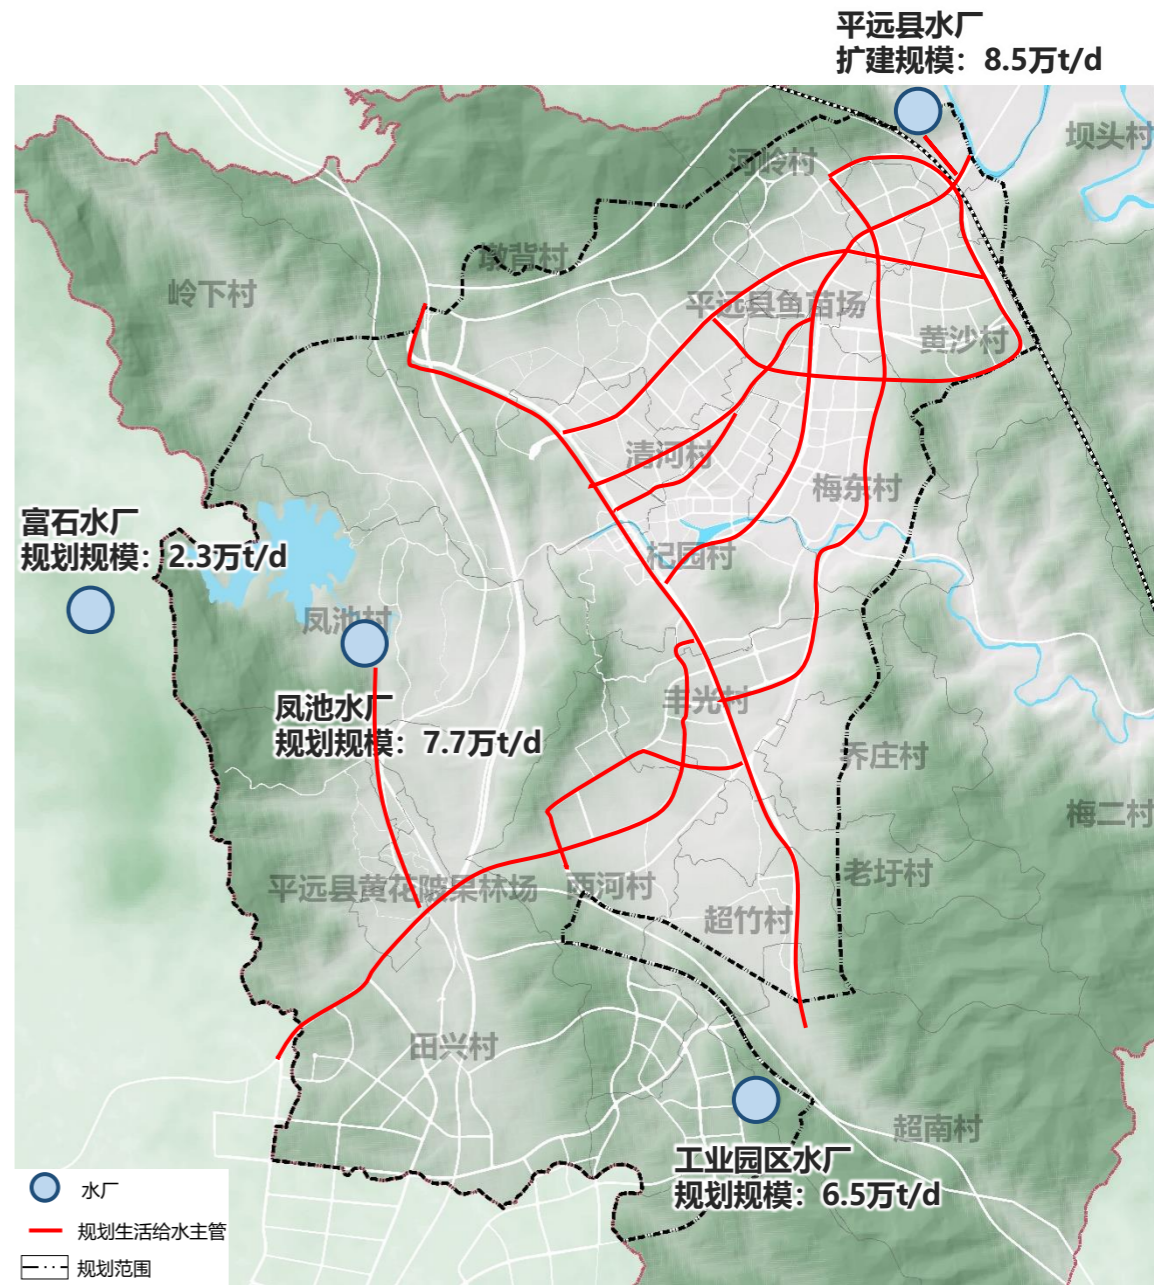 平远县水厂
扩建规模：8.5万t/d
坝头村
河岭村
墩背村
岭下村
平远县鱼苗场
黄沙村
清河村
梅东村
富石水厂
规划规模：2.3万t/d
杞园村
凤池村
凤池水厂
规划规模：7.7万t/d
丰光村
乔庄村
梅二村
平远县黄花陂果林场
西河村
老圩村
超竹村
田兴村
超南村
工业园区水厂
规划规模：6.5万t/d
水厂
规划生活给水主管
规划范围